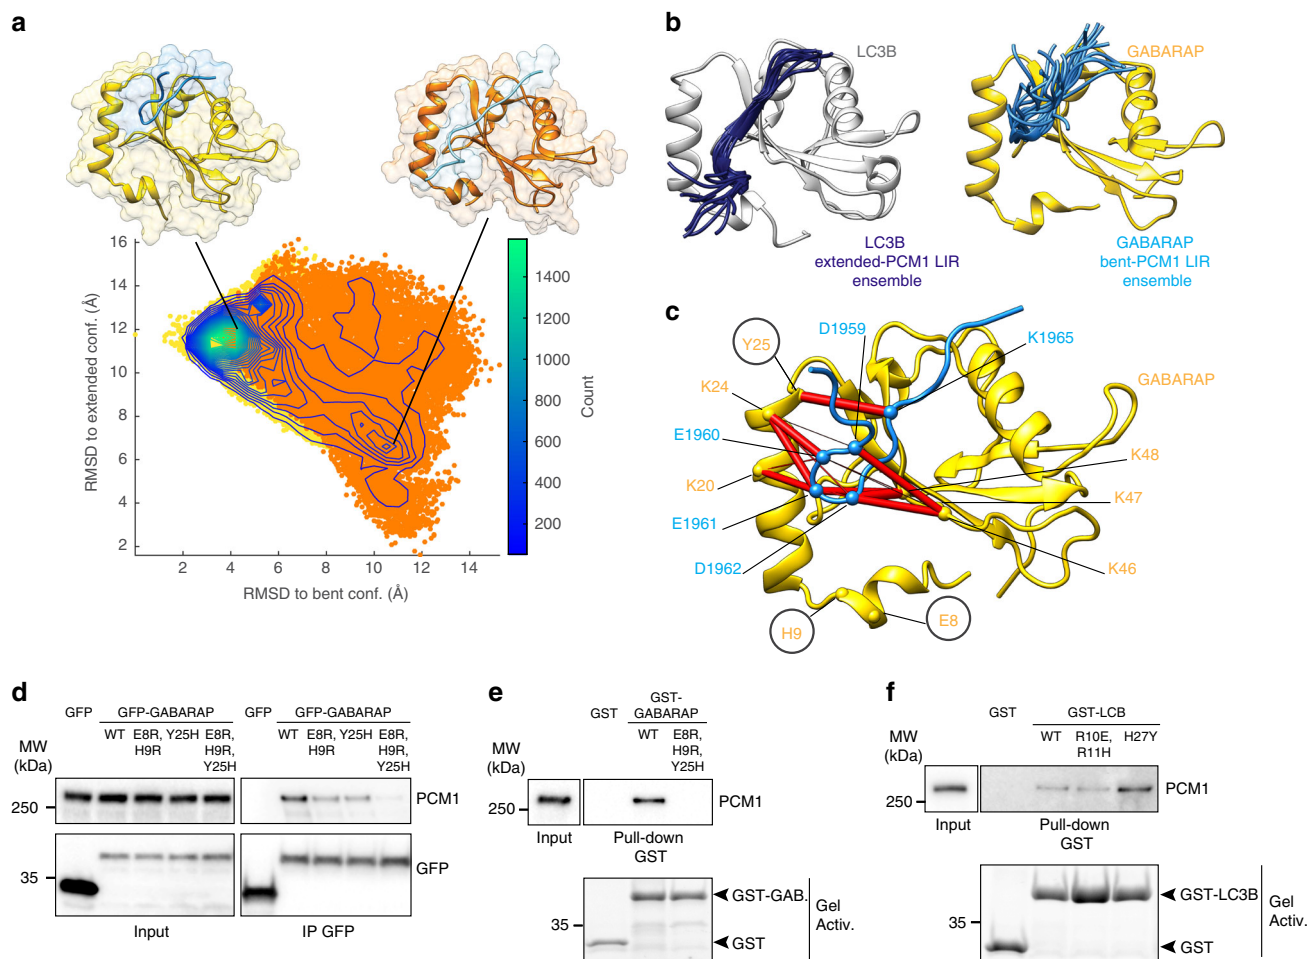 a
16
14
12
10
8
6
4
2
RMSD to extended conf. (Å)
2
4
6
8
10
12
14
RMSD to bent conf. (Å)
1400
1200
1000
800
600
400
200
Count
b
LC3B
GABARAP
LC3B
extended-PCM1 LIR
ensemble
GABARAP
bent-PCM1 LIR
ensemble
c
D1959
Y25
K1965
GABARAP
K24
E1960
K48
K20
K47
E1961
D1962
K46
H9
E8
d
GFP
GFP-GABARAP
GFP
GFP-GABARAP
WT
E8R,
H9R
Y25H
E8R,
H9R,
Y25H
WT
E8R,
H9R
Y25H
E8R,
H9R,
Y25H
MW
(kDa)
250
PCM1
35
GFP
Input
IP GFP
e
GST-
GABARAP
GST
WT
E8R,
H9R,
Y25H
MW
(kDa)
250
PCM1
Input
Pull-down
GST
35
GST-GAB.
GST
Gel
Activ.
f
GST
GST-LCB
WT
R10E,
R11H
H27Y
MW
(kDa)
250
PCM1
Input
Pull-down
GST
35
GST-LC3B
GST
Gel
Activ.